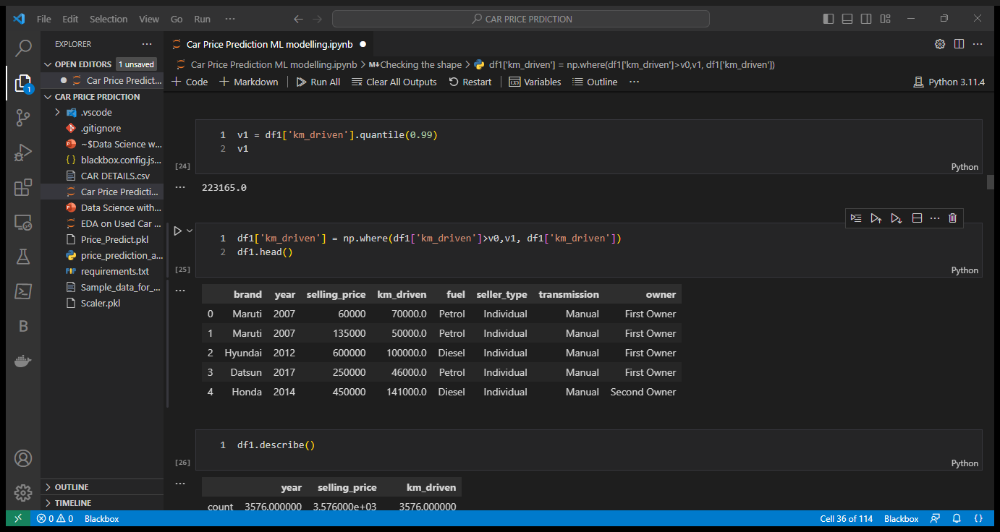 File Edit Selection View Go Run ···
CAR PRICE PRDICTION
EXPLORER ···
OPEN EDITORS 1 unsaved
Car Price Predict...
CAR PRICE PRDICTION
.vscode
.gitignore
~$Data Science w...
{ } blackbox.config.js...
CAR DETAILS.csv
Car Price Predicti...
Data Science with...
EDA on Used Car ...
Price_Predict.pkl
price_prediction_a...
requirements.txt
Sample_data_for_...
Scaler.pkl
OUTLINE
TIMELINE
1
B
Car Price Prediction ML modelling.ipynb ●
Car Price Prediction ML modelling.ipynb > M↓Checking the shape > df1['km_driven'] = np.where(df1['km_driven']>v0,v1, df1['km_driven'])
+ Code + Markdown | Run All Clear All Outputs Restart | Variables Outline ··· Python 3.11.4
1 v1 = df1['km_driven'].quantile(0.99)
2 v1
[24] Python
··· 223165.0
1 df1['km_driven'] = np.where(df1['km_driven']>v0,v1, df1['km_driven'])
2 df1.head()
[25] Python
brand year selling_price km_driven fuel seller_type transmission owner
0 Maruti 2007 60000 70000.0 Petrol Individual Manual First Owner
1 Maruti 2007 135000 50000.0 Petrol Individual Manual First Owner
2 Hyundai 2012 600000 100000.0 Diesel Individual Manual First Owner
3 Datsun 2017 250000 46000.0 Petrol Individual Manual First Owner
4 Honda 2014 450000 141000.0 Diesel Individual Manual Second Owner
1 df1.describe()
[26] Python
year selling_price km_driven
count 3576.000000 3.576000e+03 3576.000000
0 0 Blackbox Cell 36 of 114 Blackbox { }